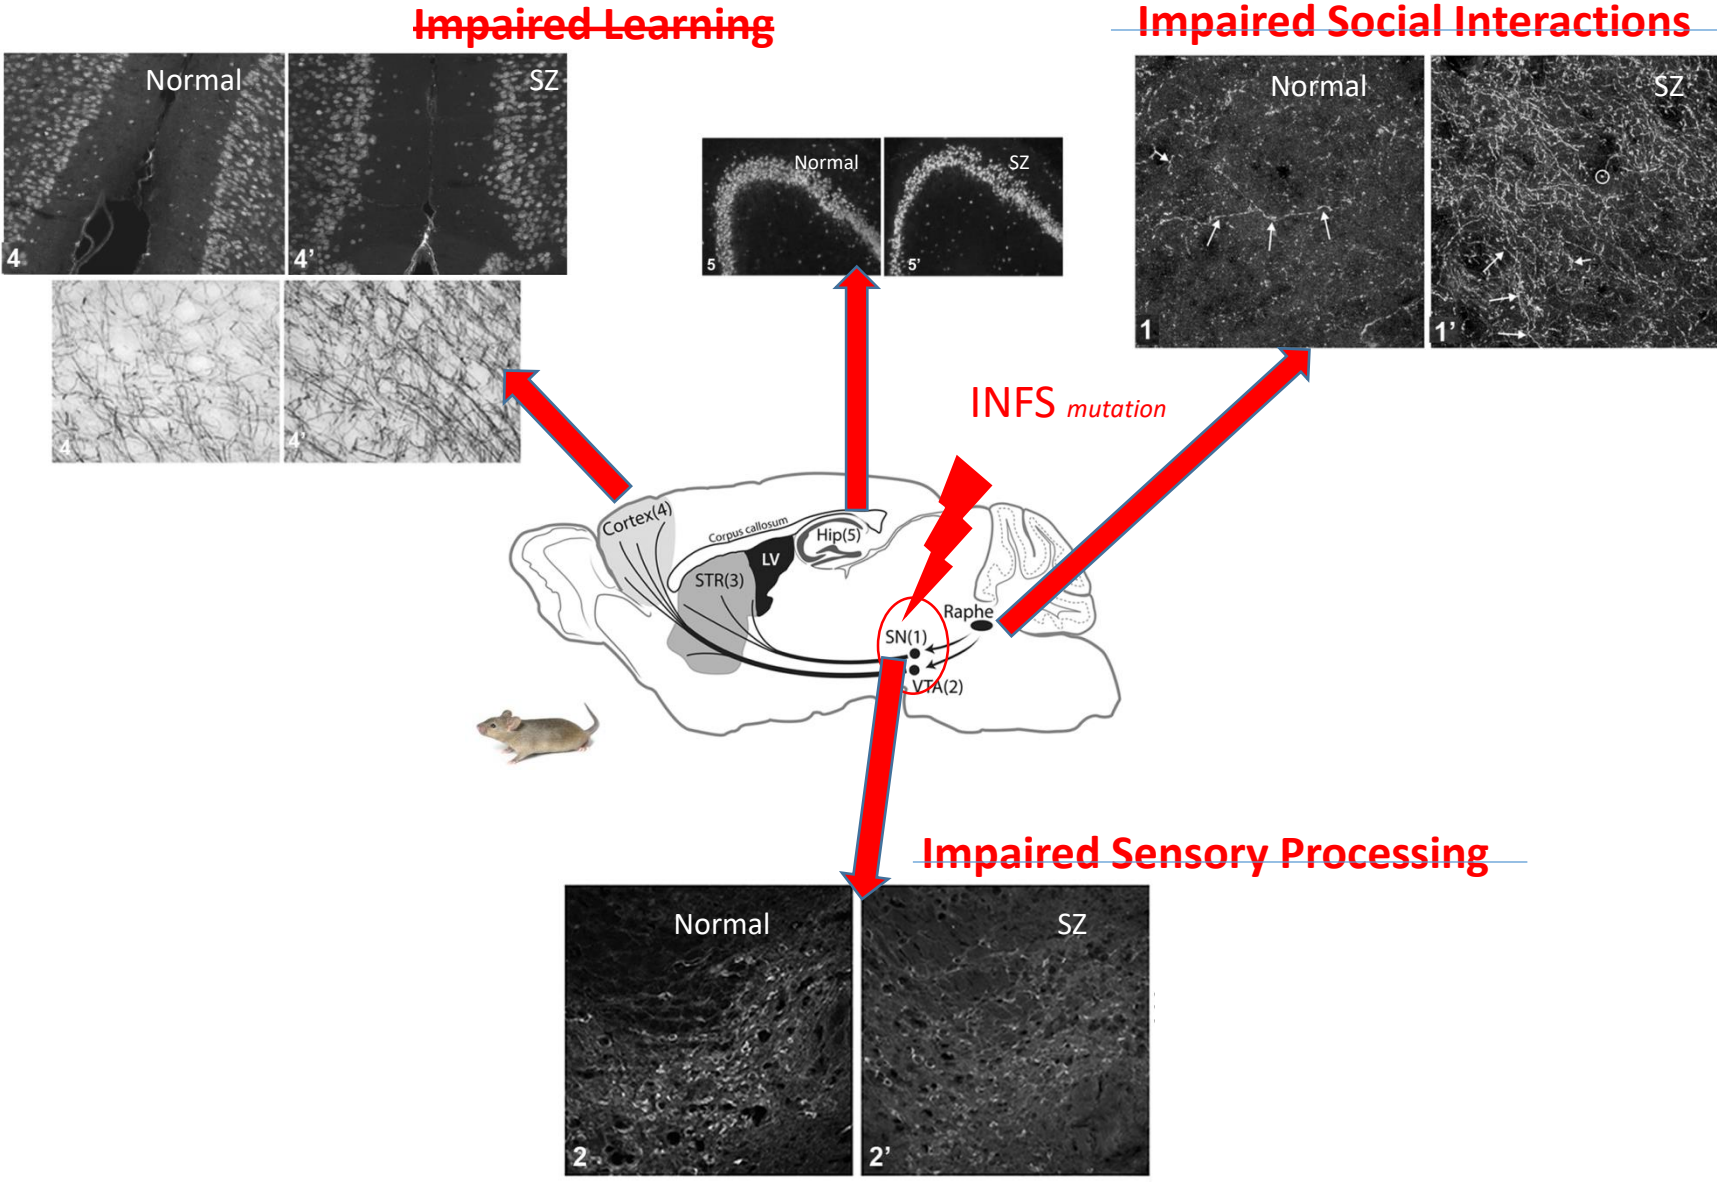 Impaired Learning
Impaired Social Interactions
Normal
SZ
4
4’
4
4’
Normal
SZ
5
5’
Normal
SZ
1
1’
INFS mutation
Cortex(4)
Corpus callosum
Hip(5)
LV
STR(3)
Raphe
SN(1)
VTA(2)
Impaired Sensory Processing
Normal
SZ
2
2’